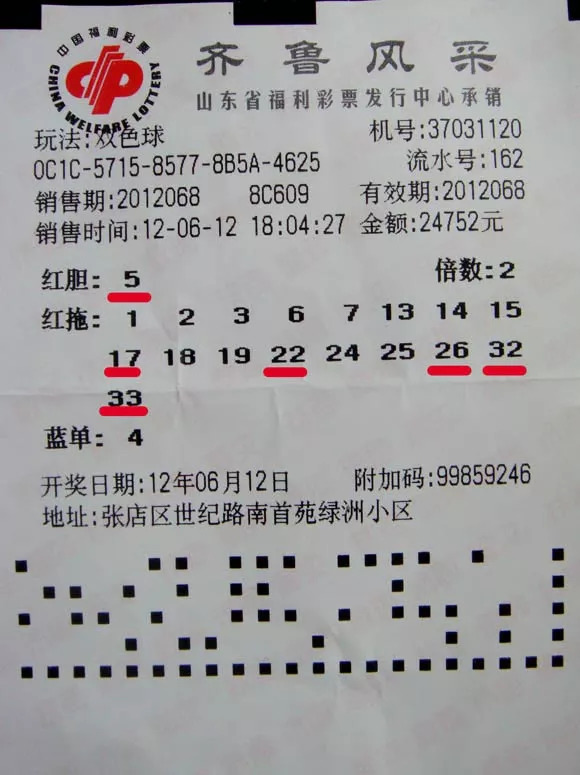 中国福利彩票
CHINA WELFARE LOTTERY
齐鲁风采
山东省福利彩票发行中心承销
玩法:双色球 机号:37031120
0C1C-5715-8577-8B5A-4625 流水号:162
销售期:2012068 8C609 有效期:2012068
销售时间:12-06-12 18:04:27 金额:24752元
红胆: 5 倍数:2
红拖: 1 2 3 6 7 13 14 15
17 18 19 22 24 25 26 32
33
蓝单: 4
开奖日期:12年06月12日 附加码:99859246
地址:张店区世纪路南首苑绿洲小区